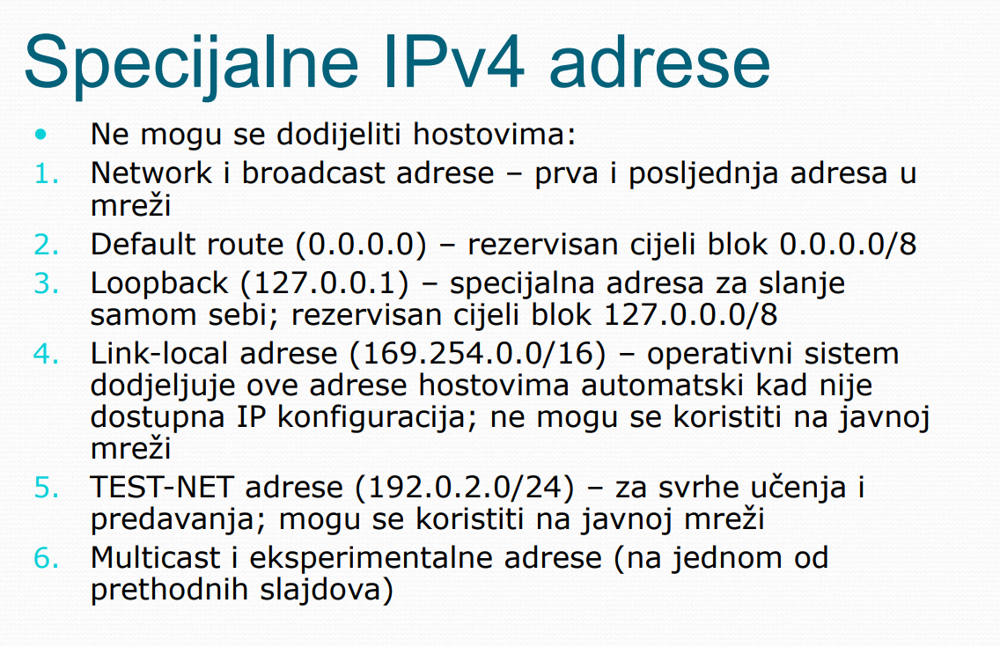 Specijalne IPv4 adrese
• Ne mogu se dodijeliti hostovima:
1. Network i broadcast adrese – prva i posljednja adresa u
mreži
2. Default route (0.0.0.0) – rezervisan cijeli blok 0.0.0.0/8
3. Loopback (127.0.0.1) – specijalna adresa za slanje
samom sebi; rezervisan cijeli blok 127.0.0.0/8
4. Link-local adrese (169.254.0.0/16) – operativni sistem
dodjeljuje ove adrese hostovima automatski kad nije
dostupna IP konfiguracija; ne mogu se koristiti na javnoj
mreži
5. TEST-NET adrese (192.0.2.0/24) – za svrhe učenja i
predavanja; mogu se koristiti na javnoj mreži
6. Multicast i eksperimentalne adrese (na jednom od
prethodnih slajdova)